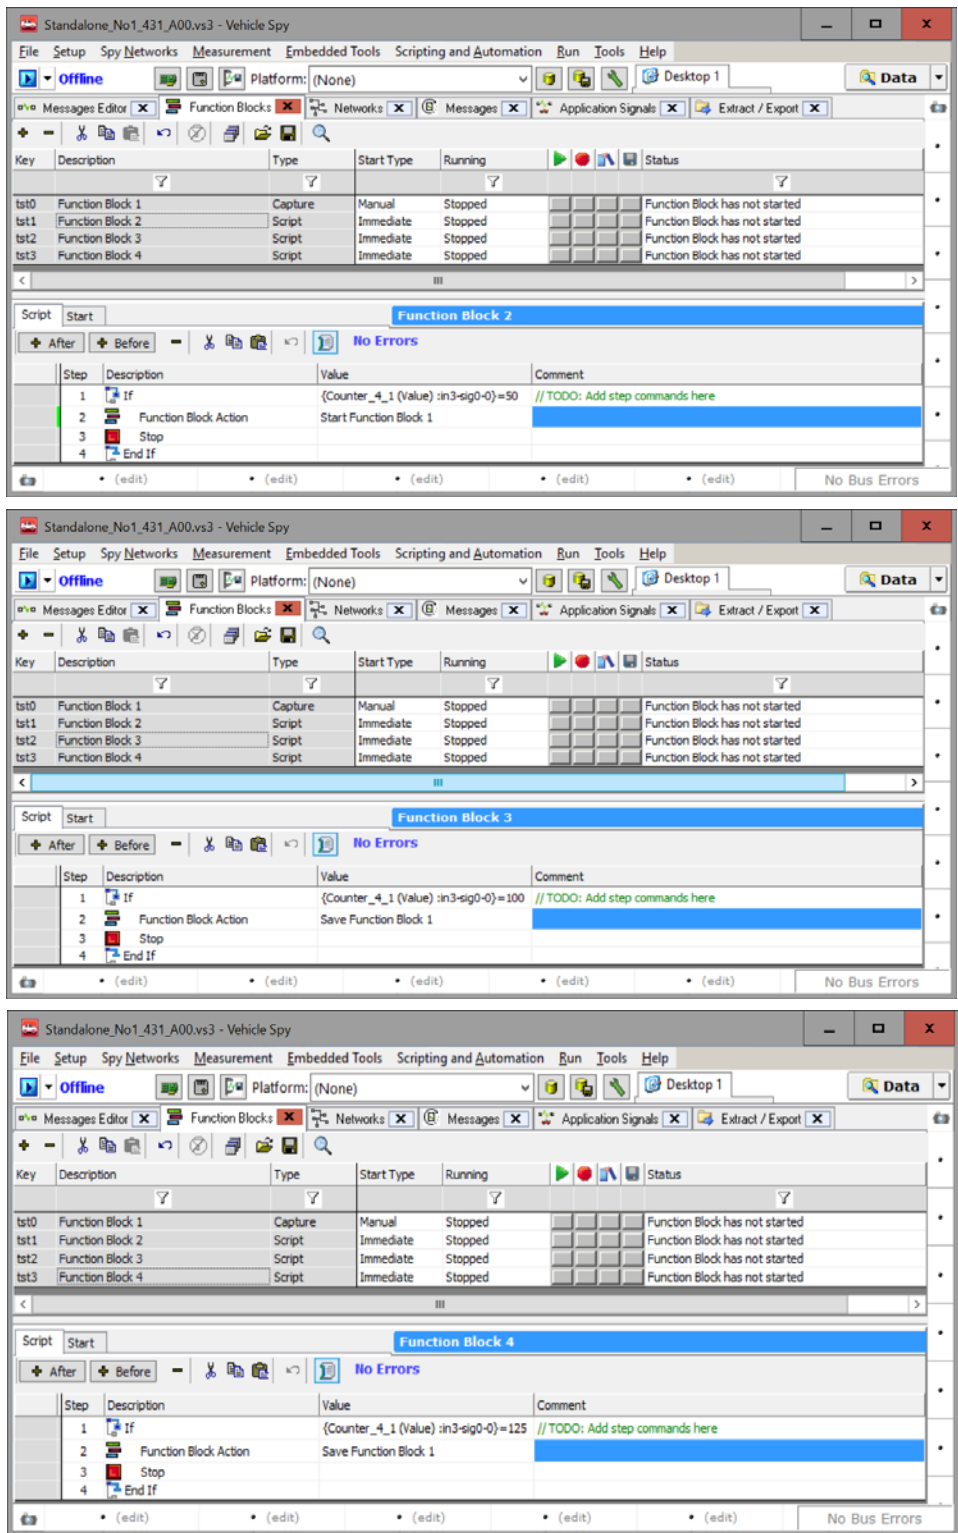 Standalone_No1_431_A00.vs3 - Vehicle Spy
File Setup Spy Networks Measurement Embedded Tools Scripting and Automation Run Tools Help
Offline Platform: (None) Desktop 1 Data
Messages Editor Function Blocks Networks Messages Application Signals Extract / Export
Key Description Type Start Type Running Status
tst0 Function Block 1 Capture Manual Stopped Function Block has not started
tst1 Function Block 2 Script Immediate Stopped Function Block has not started
tst2 Function Block 3 Script Immediate Stopped Function Block has not started
tst3 Function Block 4 Script Immediate Stopped Function Block has not started
Script Start Function Block 2
After Before No Errors
Step Description Value Comment
1 If {Counter_4_1 (Value) :in3-sig0-0}=50 // TODO: Add step commands here
2 Function Block Action Start Function Block 1
3 Stop
4 End If
(edit) (edit) (edit) (edit) (edit) No Bus Errors
Standalone_No1_431_A00.vs3 - Vehicle Spy
File Setup Spy Networks Measurement Embedded Tools Scripting and Automation Run Tools Help
Offline Platform: (None) Desktop 1 Data
Messages Editor Function Blocks Networks Messages Application Signals Extract / Export
Key Description Type Start Type Running Status
tst0 Function Block 1 Capture Manual Stopped Function Block has not started
tst1 Function Block 2 Script Immediate Stopped Function Block has not started
tst2 Function Block 3 Script Immediate Stopped Function Block has not started
tst3 Function Block 4 Script Immediate Stopped Function Block has not started
Script Start Function Block 3
After Before No Errors
Step Description Value Comment
1 If {Counter_4_1 (Value) :in3-sig0-0}=100 // TODO: Add step commands here
2 Function Block Action Save Function Block 1
3 Stop
4 End If
(edit) (edit) (edit) (edit) (edit) No Bus Errors
Standalone_No1_431_A00.vs3 - Vehicle Spy
File Setup Spy Networks Measurement Embedded Tools Scripting and Automation Run Tools Help
Offline Platform: (None) Desktop 1 Data
Messages Editor Function Blocks Networks Messages Application Signals Extract / Export
Key Description Type Start Type Running Status
tst0 Function Block 1 Capture Manual Stopped Function Block has not started
tst1 Function Block 2 Script Immediate Stopped Function Block has not started
tst2 Function Block 3 Script Immediate Stopped Function Block has not started
tst3 Function Block 4 Script Immediate Stopped Function Block has not started
Script Start Function Block 4
After Before No Errors
Step Description Value Comment
1 If {Counter_4_1 (Value) :in3-sig0-0}=125 // TODO: Add step commands here
2 Function Block Action Save Function Block 1
3 Stop
4 End If
(edit) (edit) (edit) (edit) (edit) No Bus Errors